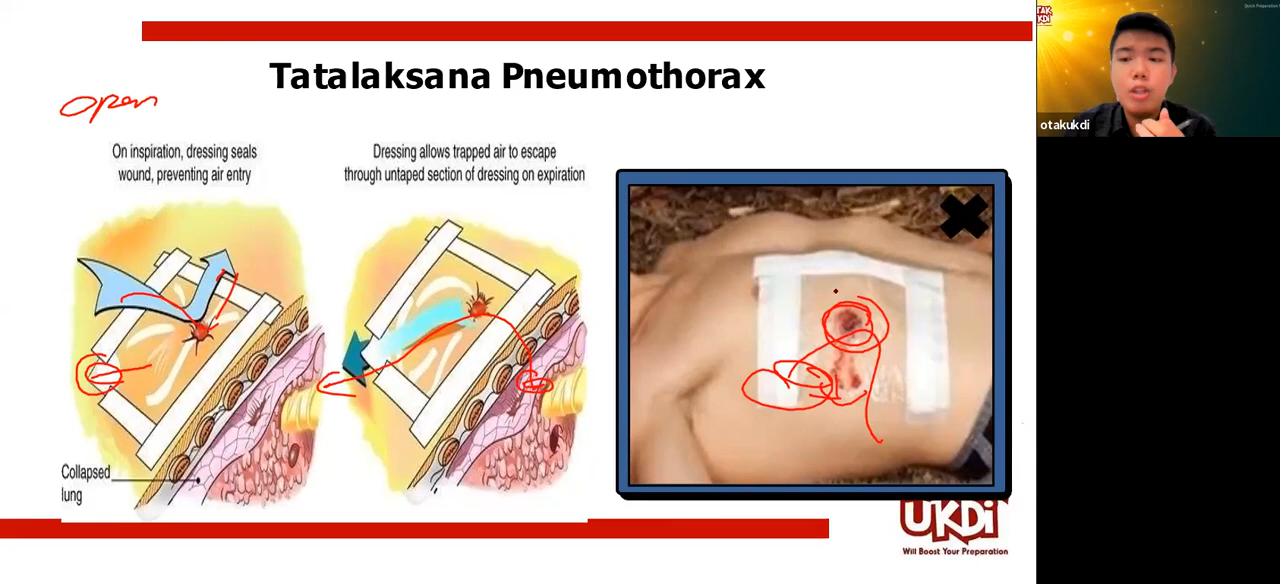 Tatalaksana Pneumothorax
open
On inspiration, dressing seals
wound, preventing air entry
Dressing allows trapped air to escape
through untaped section of dressing on expiration
Collapsed
lung
UKDi
Will Boost Your Preparation
otakukdi